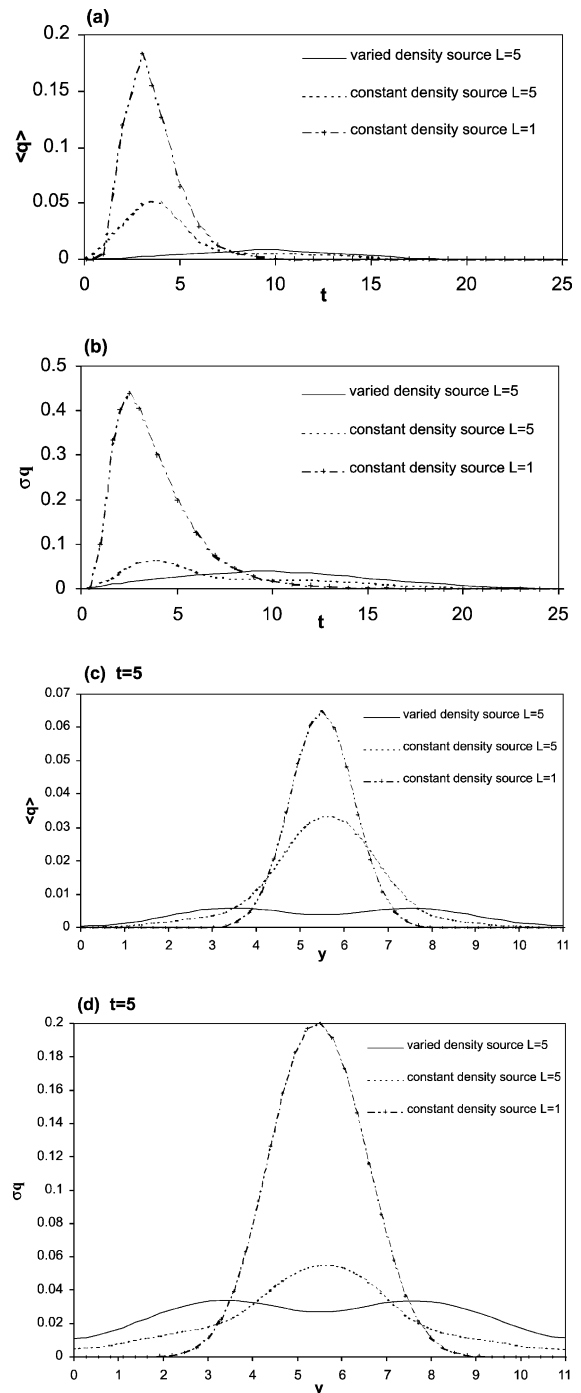 (a)
0.2
0.15
0.1
0.05
0
<q>
varied density source L=5
constant density source L=5
constant density source L=1
0 5 10 15 20 25
t
(b)
0.5
0.4
0.3
0.2
0.1
0
σq
varied density source L=5
constant density source L=5
constant density source L=1
0 5 10 15 20 25
t
(c) t=5
0.07
0.06
0.05
0.04
0.03
0.02
0.01
0
<q>
varied density source L=5
constant density source L=5
constant density source L=1
0 1 2 3 4 5 6 7 8 9 10 11
y
(d) t=5
0.2
0.18
0.16
0.14
0.12
0.1
0.08
0.06
0.04
0.02
0
σq
varied density source L=5
constant density source L=5
constant density source L=1
0 1 2 3 4 5 6 7 8 9 10 11
y